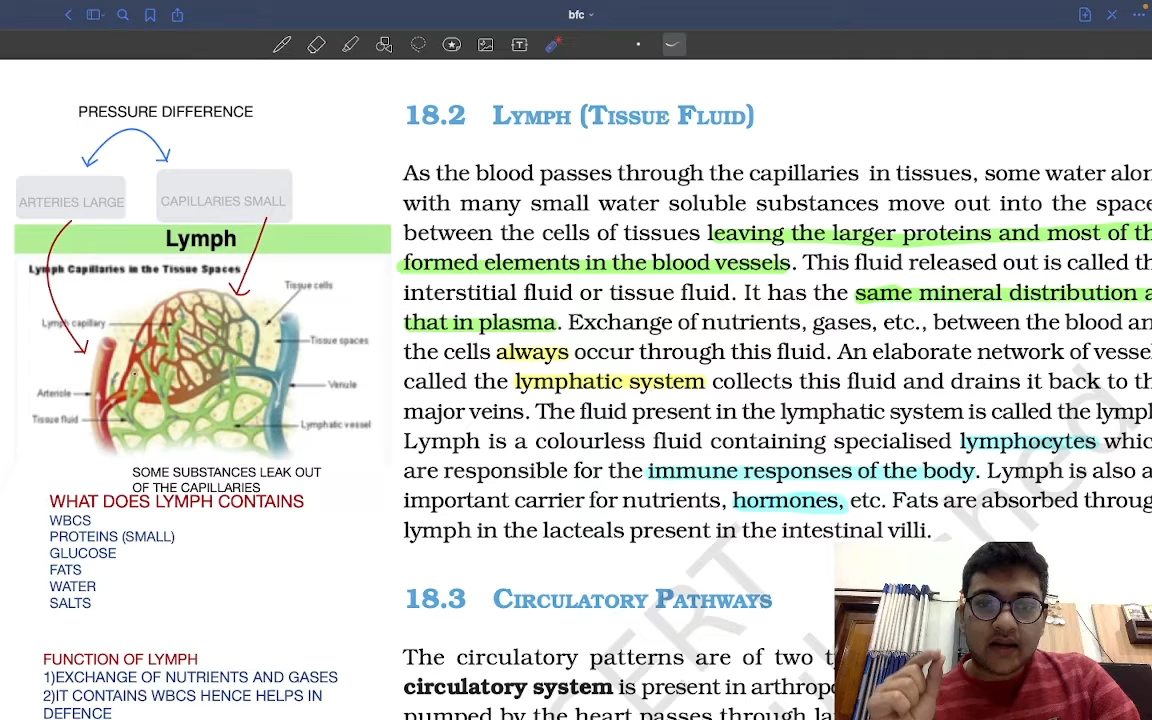 bfc
PRESSURE DIFFERENCE
ARTERIES LARGE
CAPILLARIES SMALL
Lymph
Lymph Capillaries in the Tissue Spaces
Tissue cells
Lymph capillary
Tissue spaces
Arteriole
Venule
Tissue fluid
Lymphatic vessel
SOME SUBSTANCES LEAK OUT
OF THE CAPILLARIES
WHAT DOES LYMPH CONTAINS
WBCS
PROTEINS (SMALL)
GLUCOSE
FATS
WATER
SALTS
FUNCTION OF LYMPH
1)EXCHANGE OF NUTRIENTS AND GASES
2)IT CONTAINS WBCS HENCE HELPS IN
DEFENCE
18.2 LYMPH (TISSUE FLUID)
As the blood passes through the capillaries in tissues, some water alon
with many small water soluble substances move out into the space
between the cells of tissues leaving the larger proteins and most of th
formed elements in the blood vessels. This fluid released out is called th
interstitial fluid or tissue fluid. It has the same mineral distribution a
that in plasma. Exchange of nutrients, gases, etc., between the blood an
the cells always occur through this fluid. An elaborate network of vesse
called the lymphatic system collects this fluid and drains it back to th
major veins. The fluid present in the lymphatic system is called the lymp
Lymph is a colourless fluid containing specialised lymphocytes whic
are responsible for the immune responses of the body. Lymph is also a
important carrier for nutrients, hormones, etc. Fats are absorbed throug
lymph in the lacteals present in the intestinal villi.
18.3 CIRCULATORY PATHWAYS
The circulatory patterns are of two t
circulatory system is present in arthropo
pumped by the heart passes through la